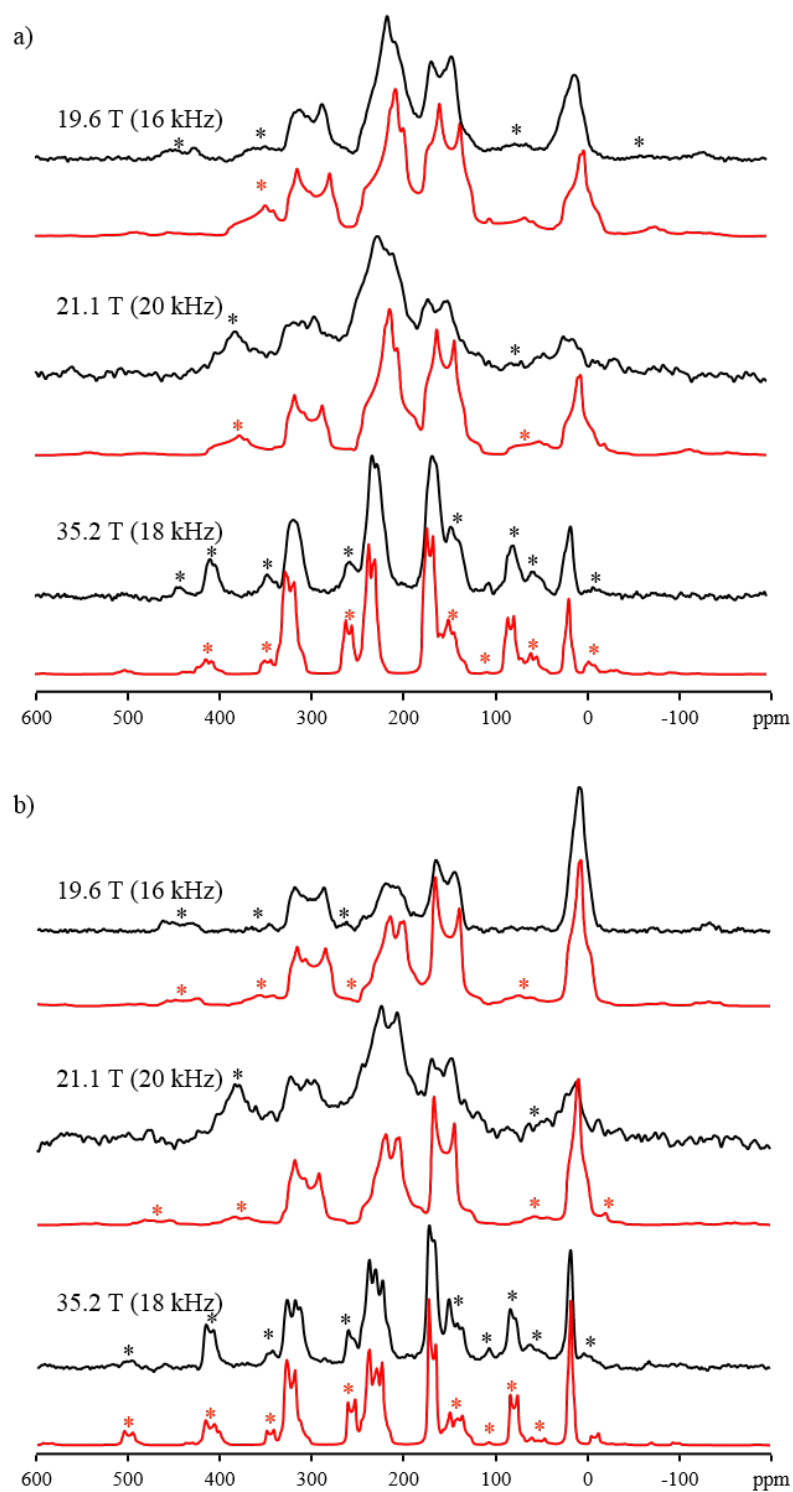 a)
19.6 T (16 kHz)
* * * *
*
21.1 T (20 kHz)
* *
* *
35.2 T (18 kHz)
* * * * * * * *
* * * * * * *
600 500 400 300 200 100 0 -100 ppm
b)
19.6 T (16 kHz)
* * *
* * * *
21.1 T (20 kHz)
* *
* * * *
35.2 T (18 kHz)
* * * * * * * * *
* * * * * * * *
600 500 400 300 200 100 0 -100 ppm